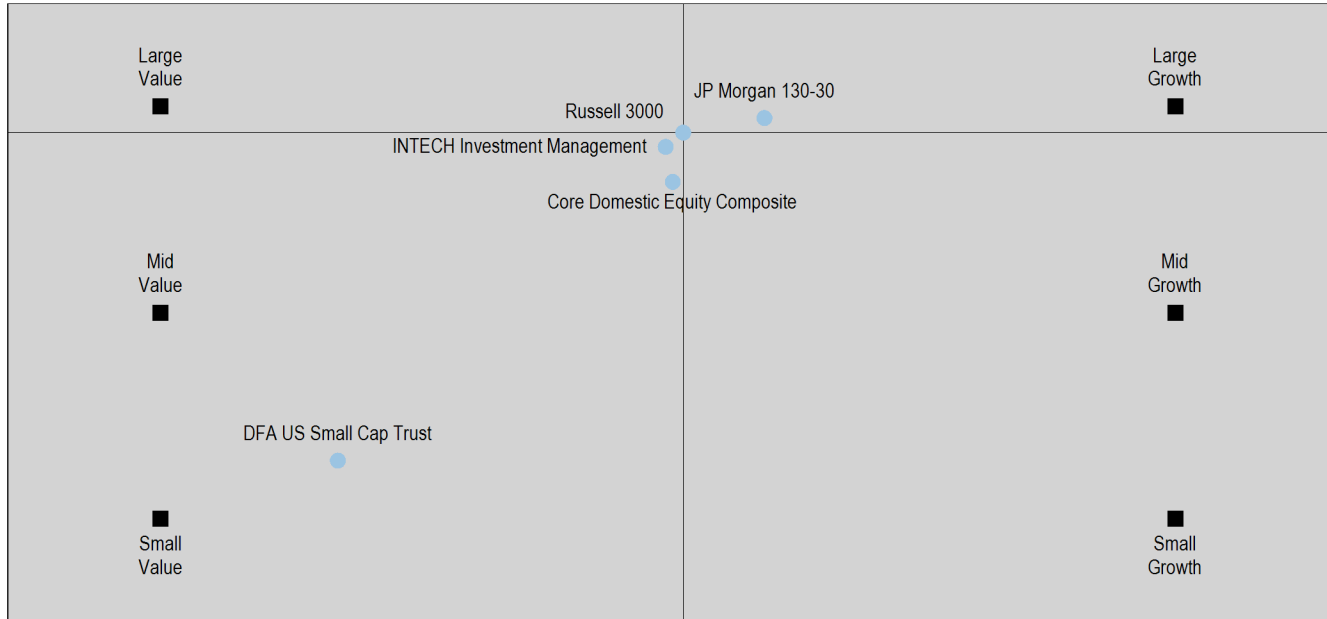 Large
Value
Large
Growth
JP Morgan 130-30
Russell 3000
INTECH Investment Management
Core Domestic Equity Composite
Mid
Value
Mid
Growth
DFA US Small Cap Trust
Small
Value
Small
Growth